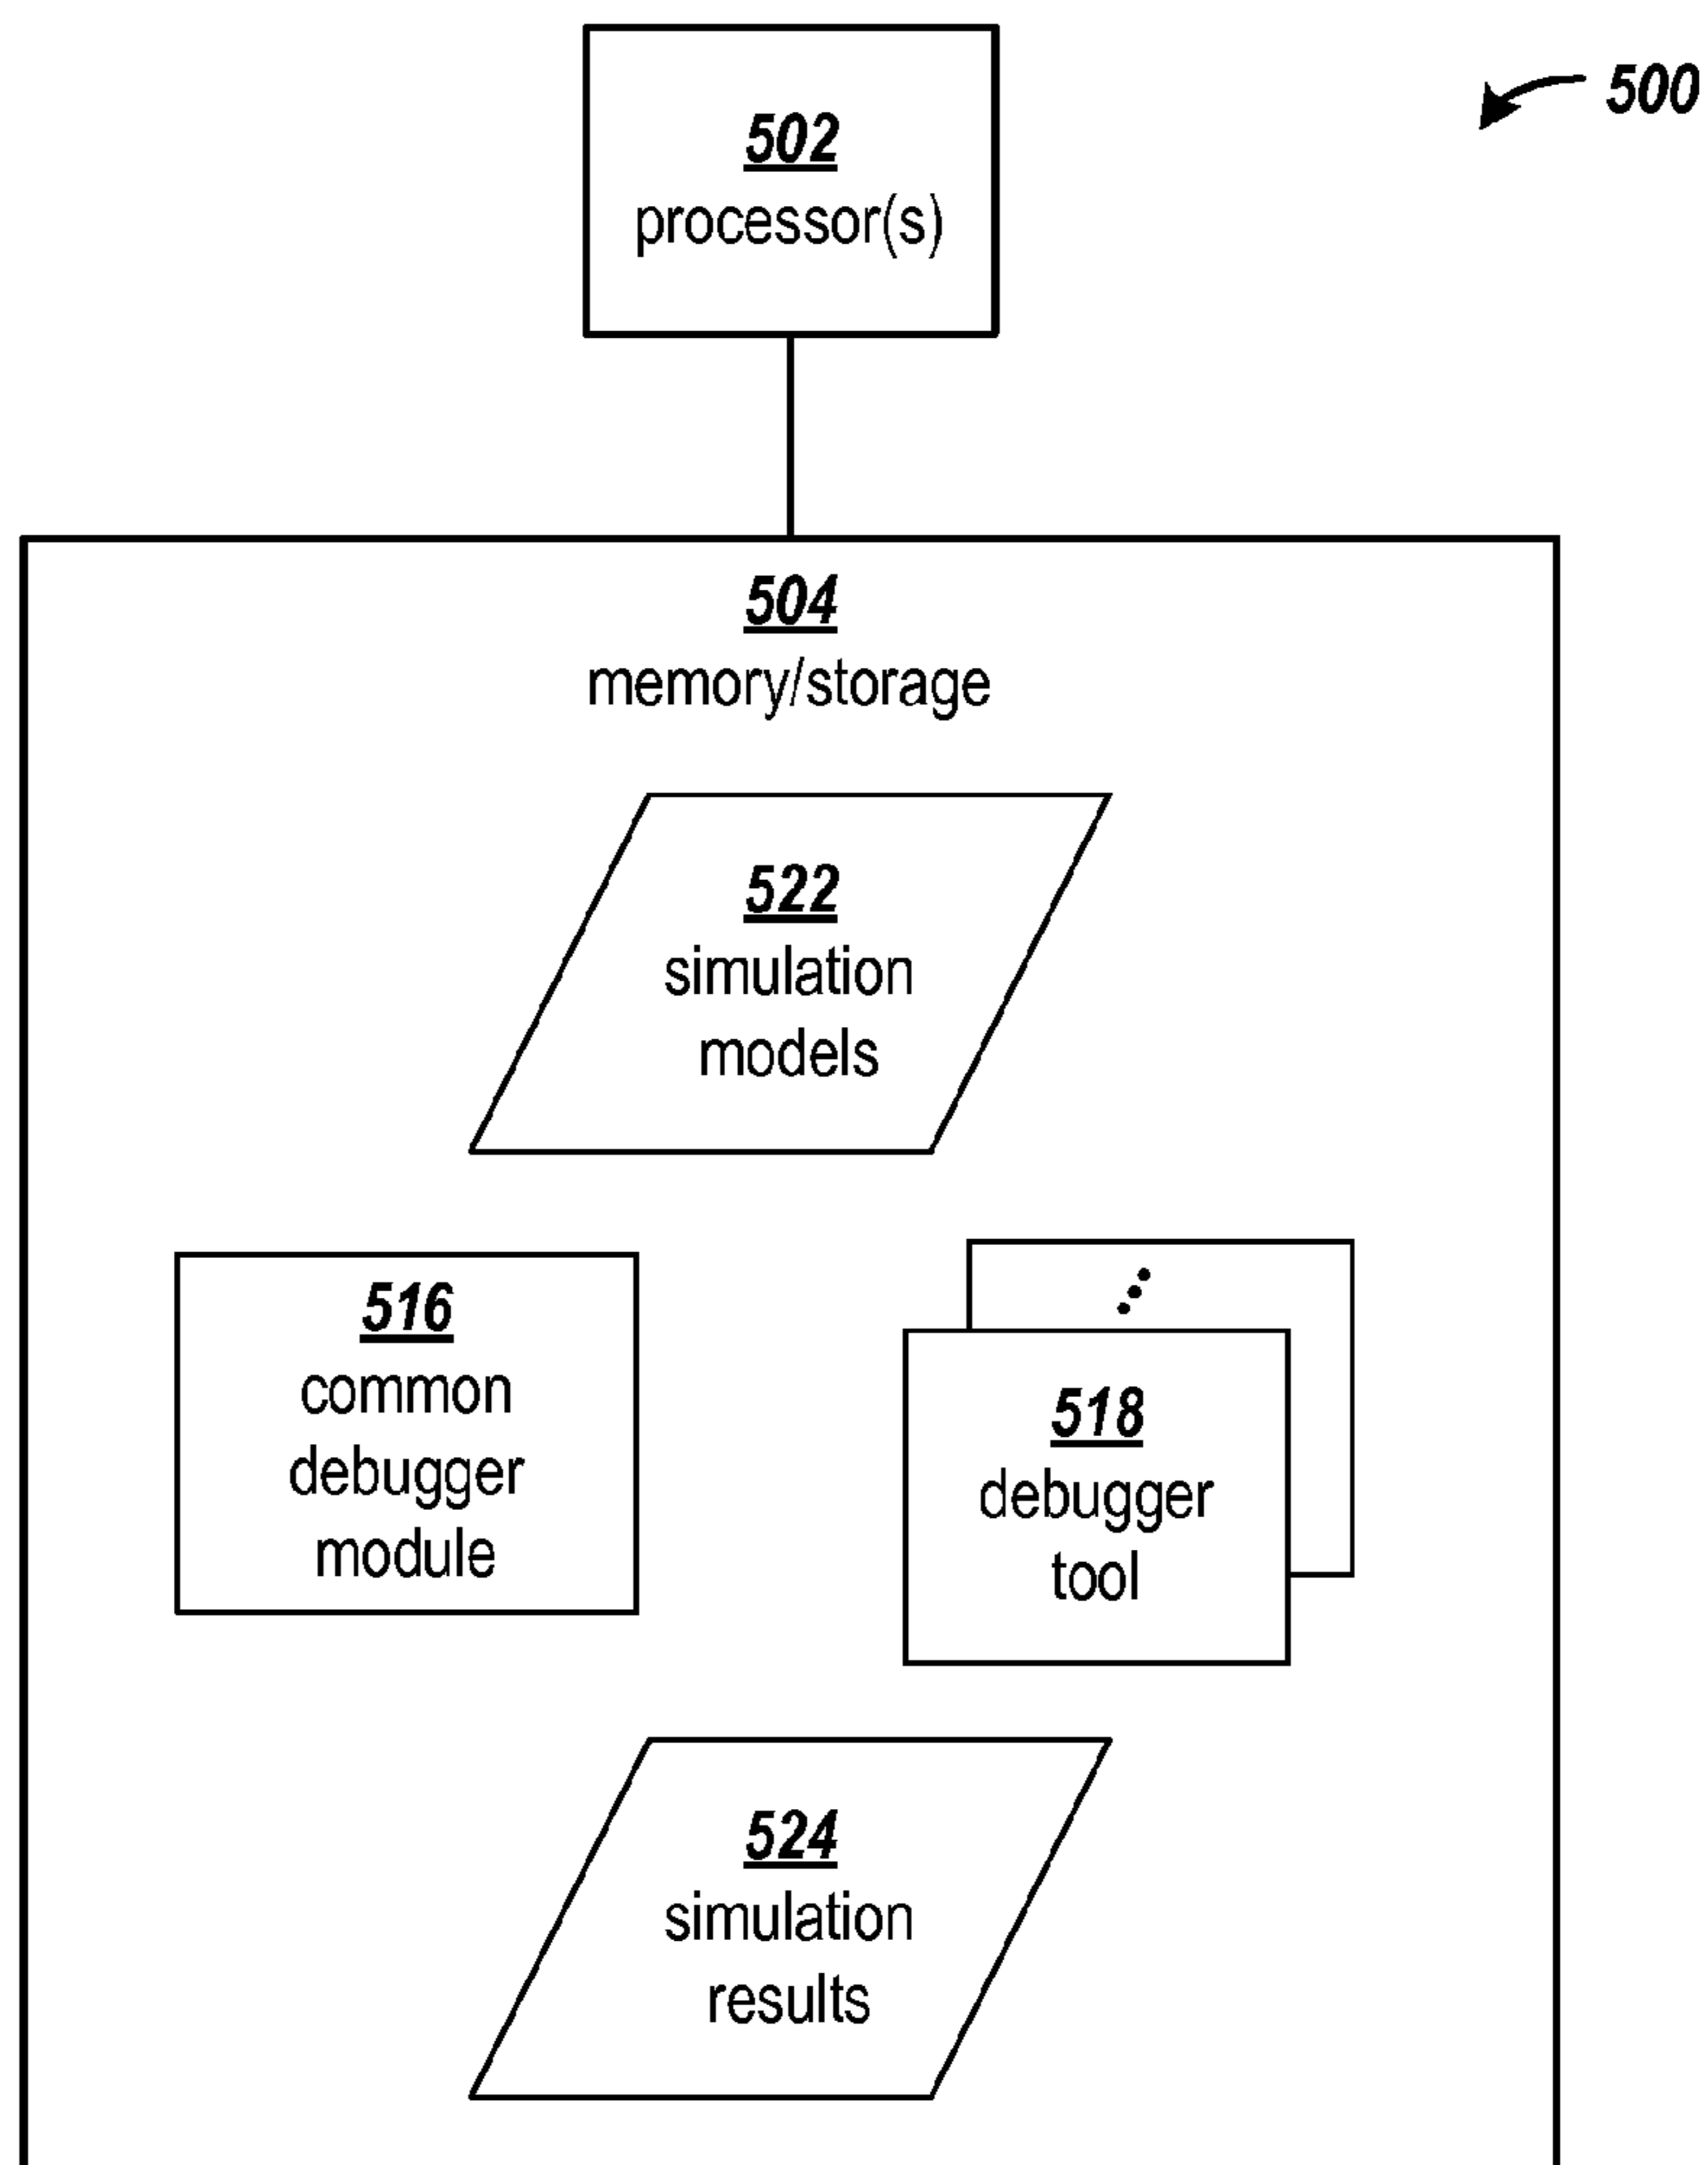 500
502
processor(s)
504
memory/storage
522
simulation
models
516
common
debugger
module
518
debugger
tool
524
simulation
results